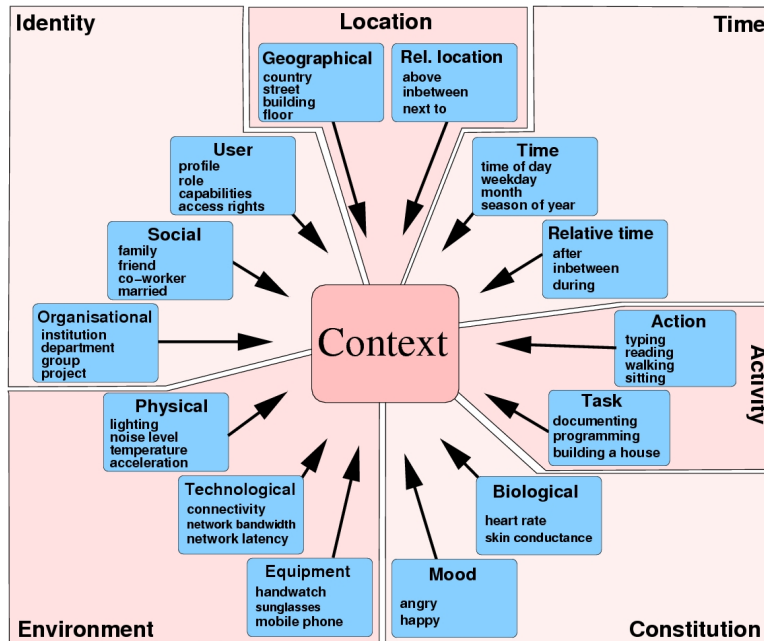 Identity
Location
Time
Geographical
country
street
building
floor
Rel. location
above
inbetween
next to
User
profile
role
capabilities
access rights
Time
time of day
weekday
month
season of year
Social
family
friend
co-worker
married
Relative time
after
inbetween
during
Organisational
institution
department
group
project
Context
Action
typing
reading
walking
sitting
Activity
Physical
lighting
noise level
temperature
acceleration
Task
documenting
programming
building a house
Technological
connectivity
network bandwidth
network latency
Biological
heart rate
skin conductance
Equipment
handwatch
sunglasses
mobile phone
Mood
angry
happy
Environment
Constitution